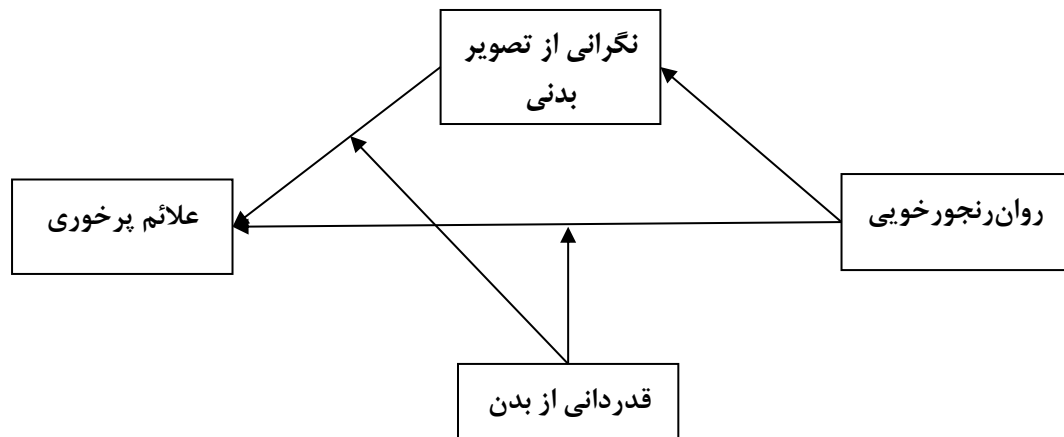 نگرانی از تصویر
بدنی
روان‌رنجورخویی
علائم پرخوری
قدردانی از بدن